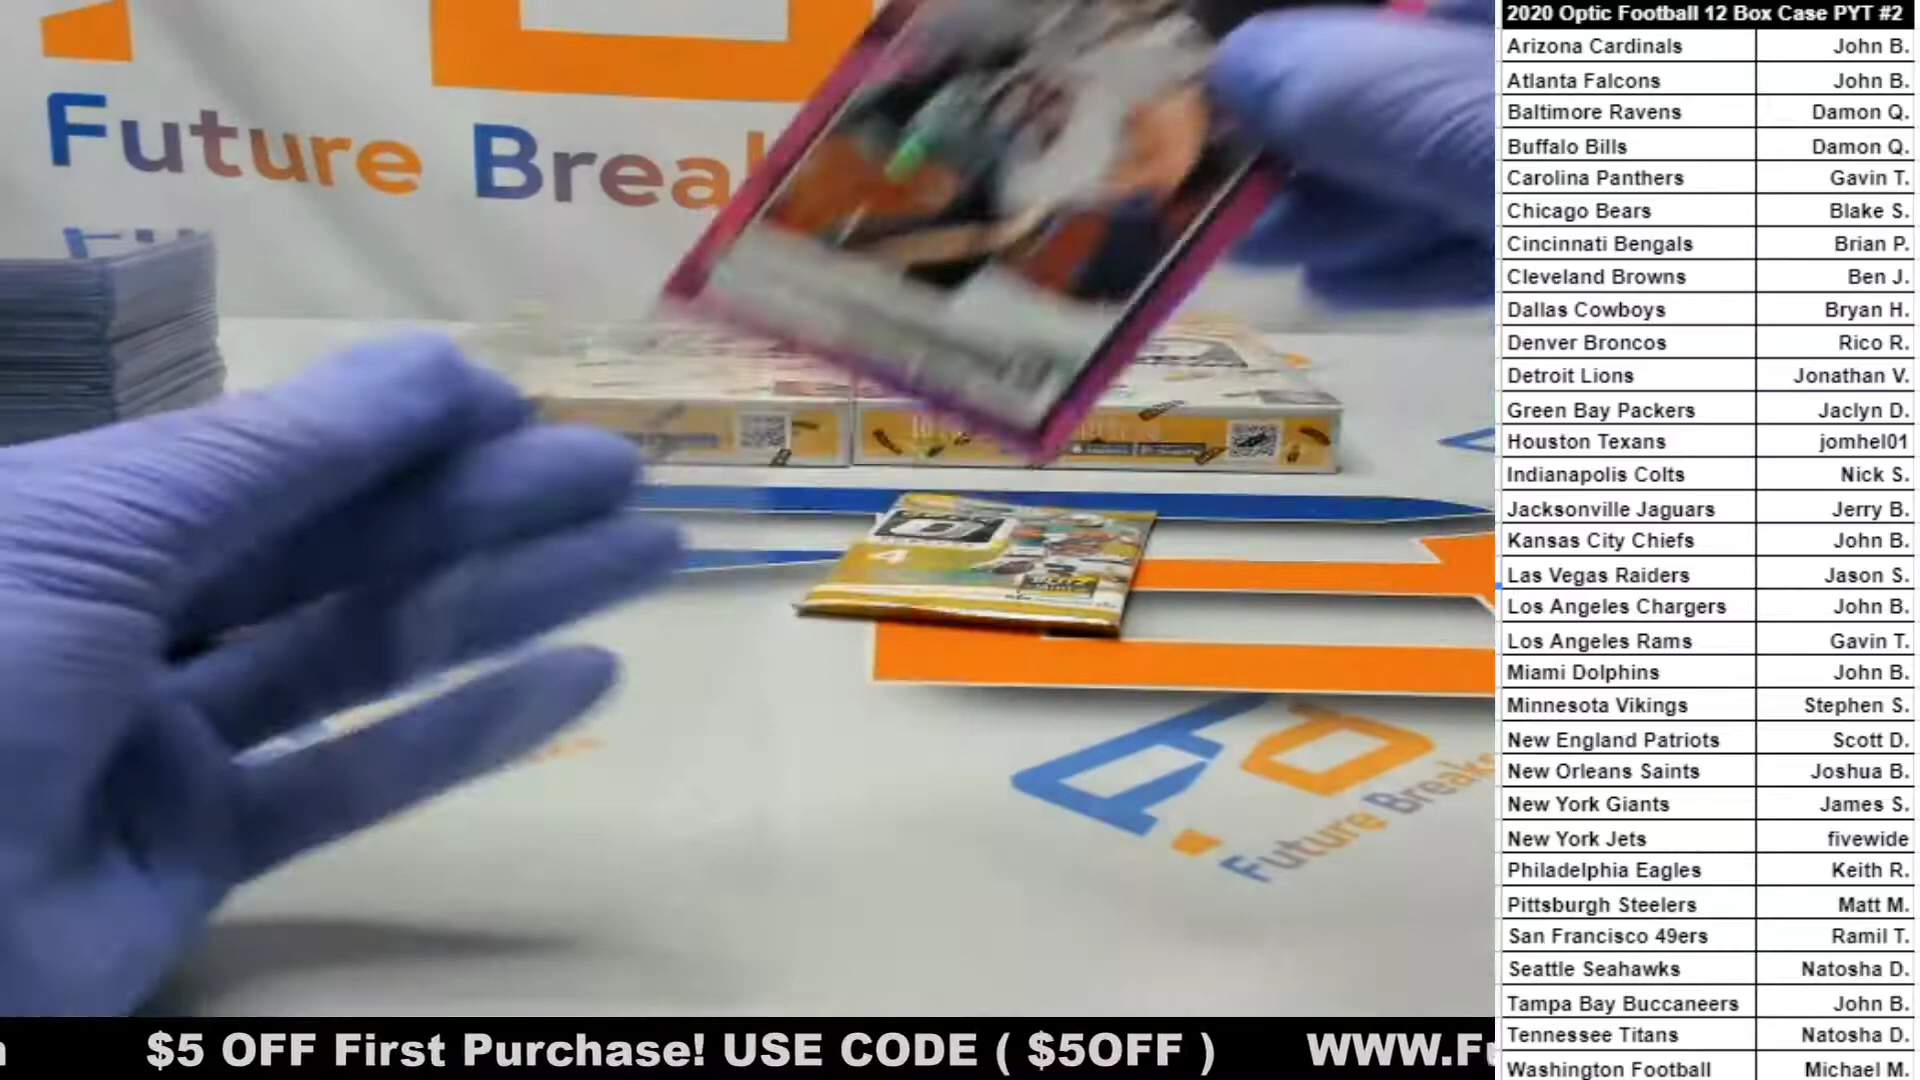 Future Breaks
2020 Optic Football 12 Box Case PYT #2
Arizona Cardinals John B.
Atlanta Falcons John B.
Baltimore Ravens Damon Q.
Buffalo Bills Damon Q.
Carolina Panthers Gavin T.
Chicago Bears Blake S.
Cincinnati Bengals Brian P.
Cleveland Browns Ben J.
Dallas Cowboys Bryan H.
Denver Broncos Rico R.
Detroit Lions Jonathan V.
Green Bay Packers Jaclyn D.
Houston Texans jomhel01
Indianapolis Colts Nick S.
Jacksonville Jaguars Jerry B.
Kansas City Chiefs John B.
Las Vegas Raiders Jason S.
Los Angeles Chargers John B.
Los Angeles Rams Gavin T.
Miami Dolphins John B.
Minnesota Vikings Stephen S.
New England Patriots Scott D.
New Orleans Saints Joshua B.
New York Giants James S.
New York Jets fivewide
Philadelphia Eagles Keith R.
Pittsburgh Steelers Matt M.
San Francisco 49ers Ramil T.
Seattle Seahawks Natosha D.
Tampa Bay Buccaneers John B.
Tennessee Titans Natosha D.
Washington Football Michael M.
4
Future Breaks
$5 OFF First Purchase! USE CODE ( $5OFF ) WWW.F